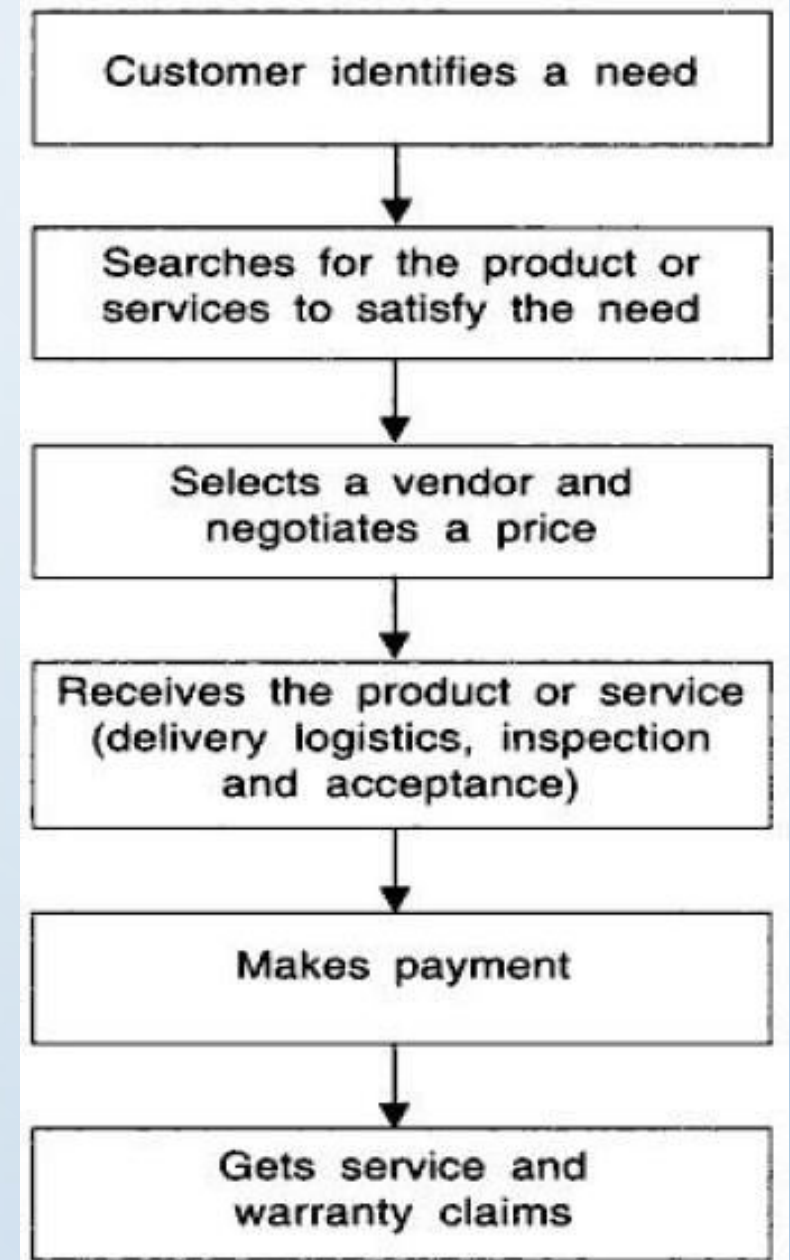 Customer identifies a need
Searches for the product or
services to satisfy the need
Selects a vendor and
negotiates a price
Receives the product or service
(delivery logistics, inspection
and acceptance)
Makes payment
Gets service and
warranty claims